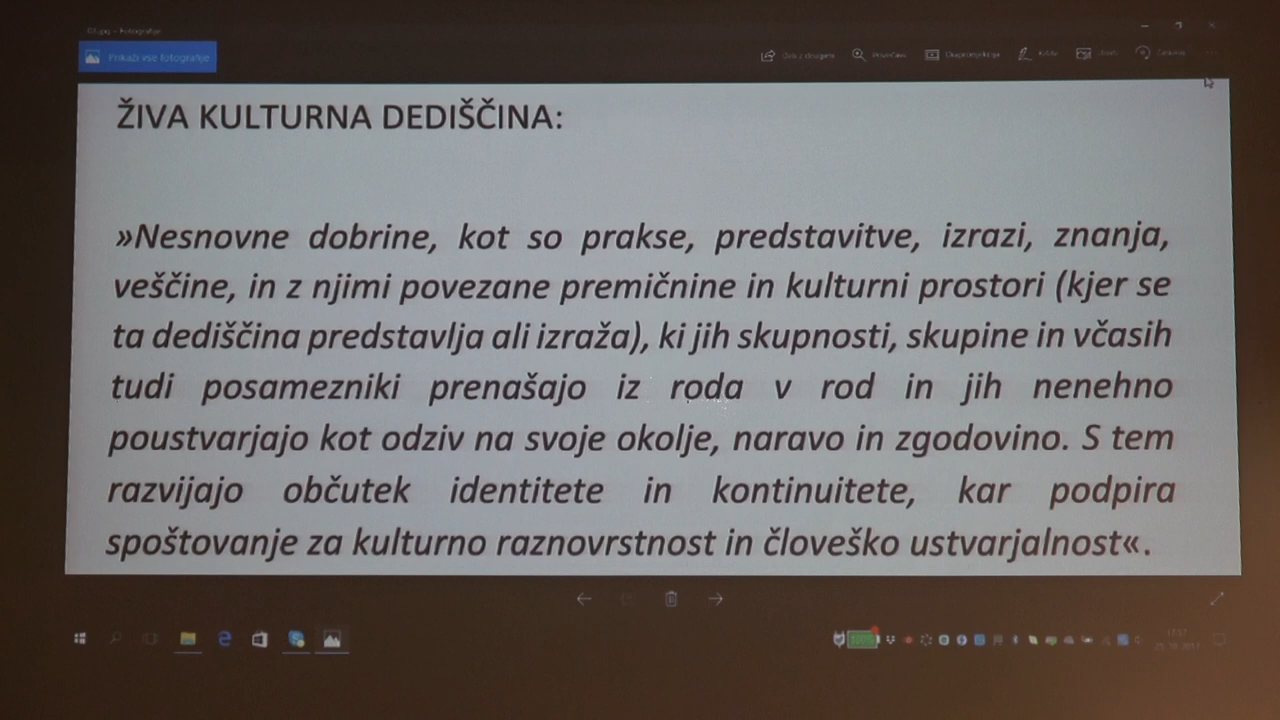 Prikaži vse fotografije
ŽIVA KULTURNA DEDIŠČINA:
»Nesnovne dobrine, kot so prakse, predstavitve, izrazi, znanja,
veščine, in z njimi povezane premičnine in kulturni prostori (kjer se
ta dediščina predstavlja ali izraža), ki jih skupnosti, skupine in včasih
tudi posamezniki prenašajo iz roda v rod in jih nenehno
poustvarjajo kot odziv na svoje okolje, naravo in zgodovino. S tem
razvijajo občutek identitete in kontinuitete, kar podpira
spoštovanje za kulturno raznovrstnost in človeško ustvarjalnost«.